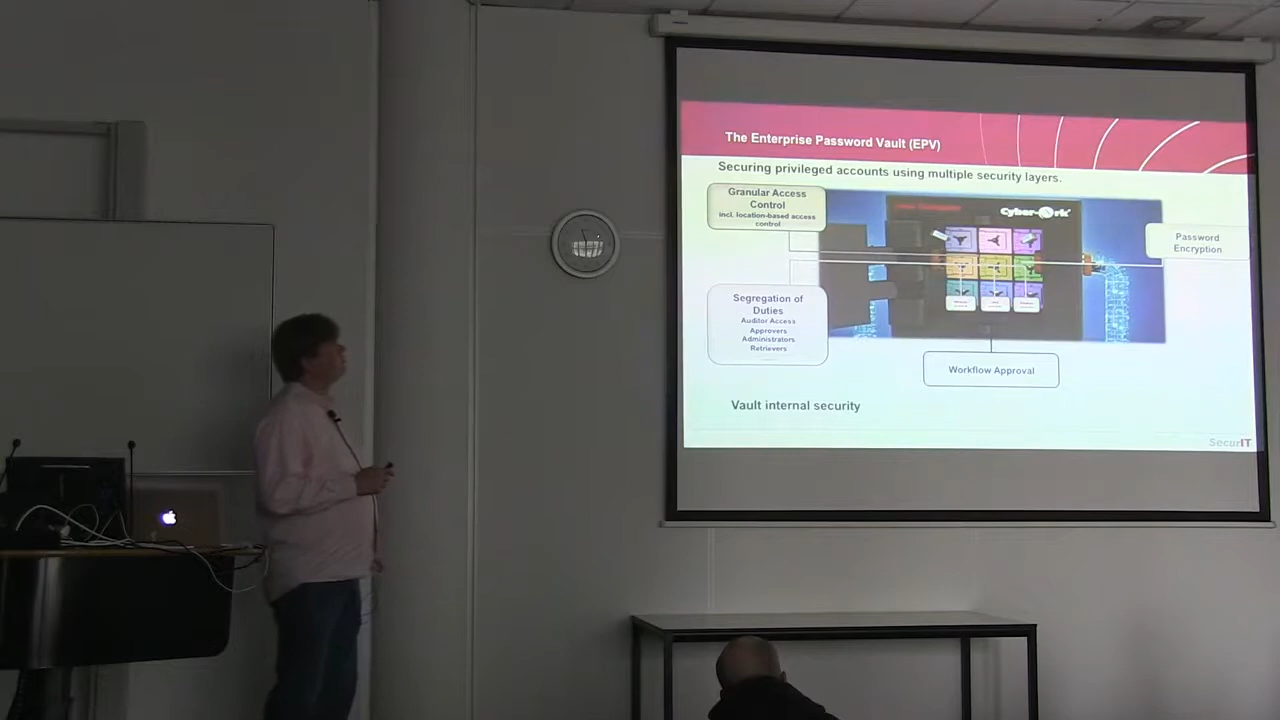 The Enterprise Password Vault (EPV)
Securing privileged accounts using multiple security layers.
Granular Access
Control
incl. location-based access
control
Cyber-Ark
Password
Encryption
Segregation of
Duties
Auditor Access
Approvers
Administrators
Retrievers
Workflow Approval
Vault internal security
SecurIT